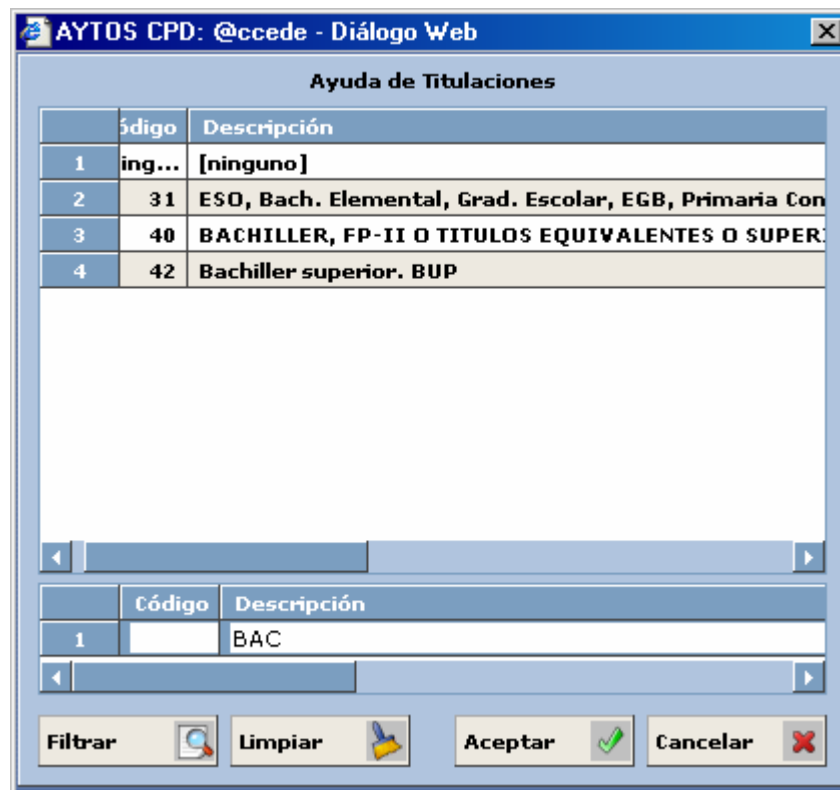 AYTOS CPD: @ccede - Diálogo Web
Ayuda de Titulaciones
ódigo Descripción
1 ing... [ninguno]
2 31 ESO, Bach. Elemental, Grad. Escolar, EGB, Primaria Con
3 40 BACHILLER, FP-II O TITULOS EQUIVALENTES O SUPERI
4 42 Bachiller superior. BUP
Código Descripción
1 BAC
Filtrar Limpiar Aceptar Cancelar